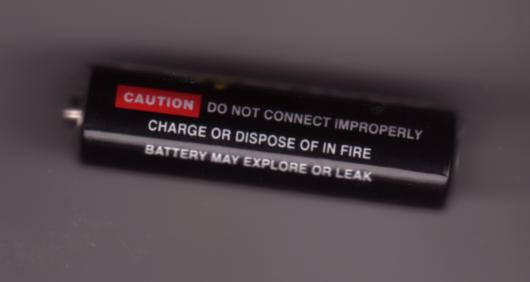 CAUTION DO NOT CONNECT IMPROPERLY
CHARGE OR DISPOSE OF IN FIRE
BATTERY MAY EXPLORE OR LEAK